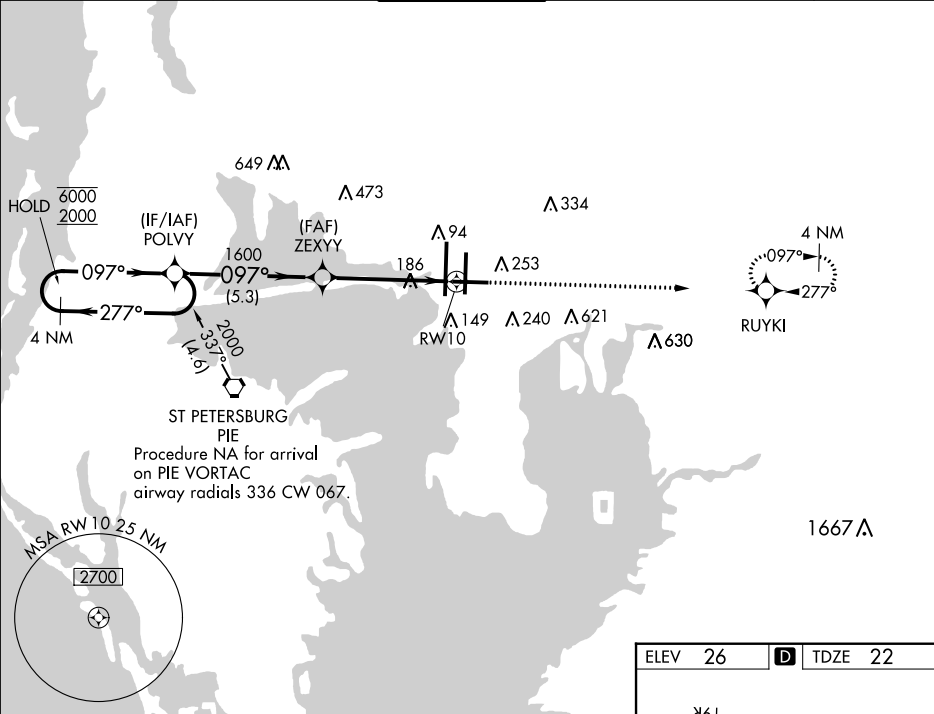 649
473
334
HOLD
6000
2000
(IF/IAF)
POLVY
(FAF)
ZEXYY
94
4 NM
097°
1600
097°
(5.3)
186
253
097°
277°
277°
4 NM
149
RW10
240
621
630
RUYKI
2000
337°
(4.6)
ST PETERSBURG
PIE
Procedure NA for arrival
on PIE VORTAC
airway radials 336 CW 067.
1667
MSA RW10 25 NM
2700
ELEV 26 D TDZE 22